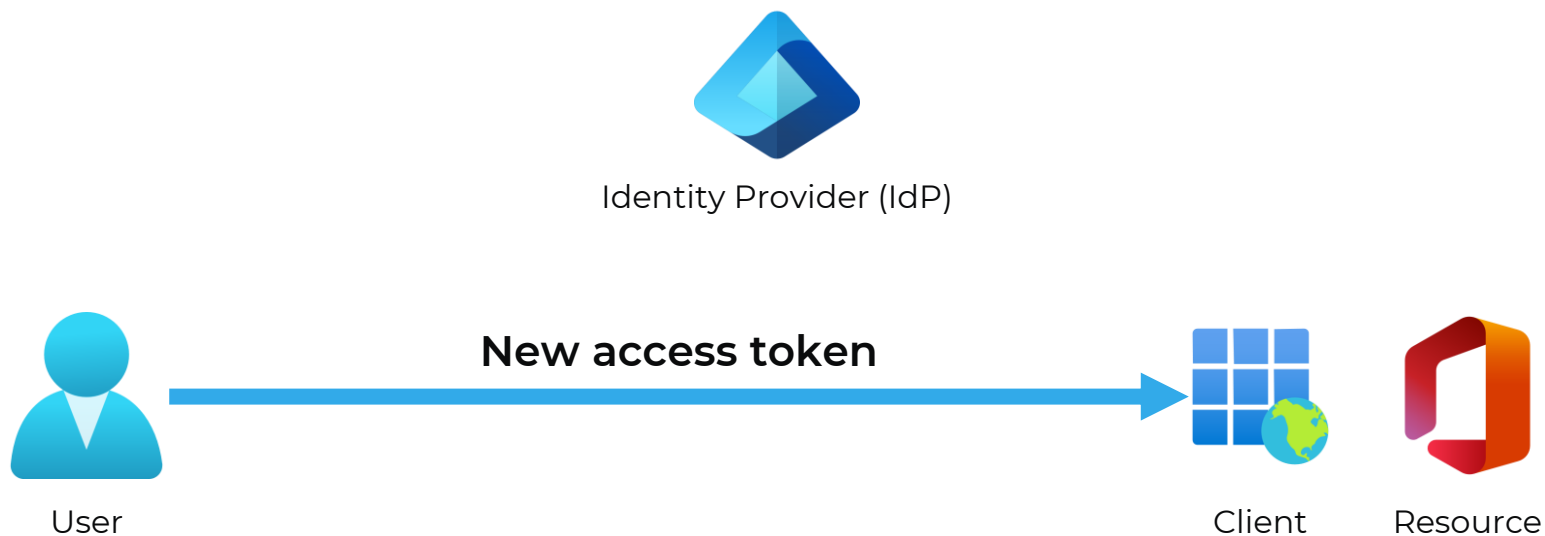 Identity Provider (IdP)
New access token
User
Client
Resource